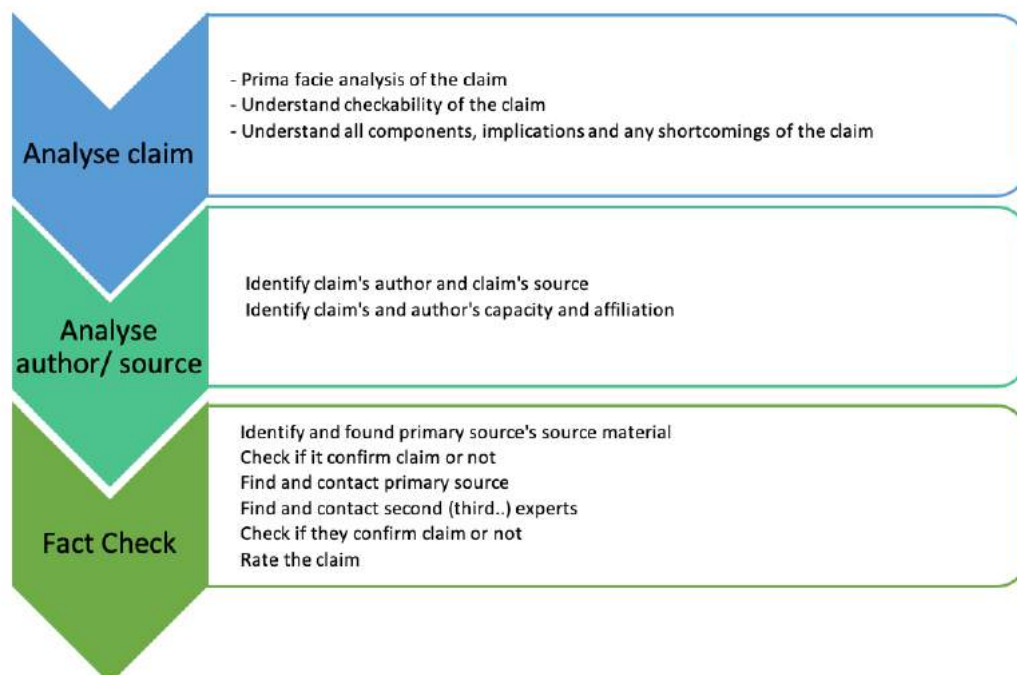 Analyse claim
- Prima facie analysis of the claim
- Understand checkability of the claim
- Understand all components, implications and any shortcomings of the claim
Analyse
author/ source
Identify claim's author and claim's source
Identify claim's and author's capacity and affiliation
Fact Check
Identify and found primary source's source material
Check if it confirm claim or not
Find and contact primary source
Find and contact second (third..) experts
Check if they confirm claim or not
Rate the claim